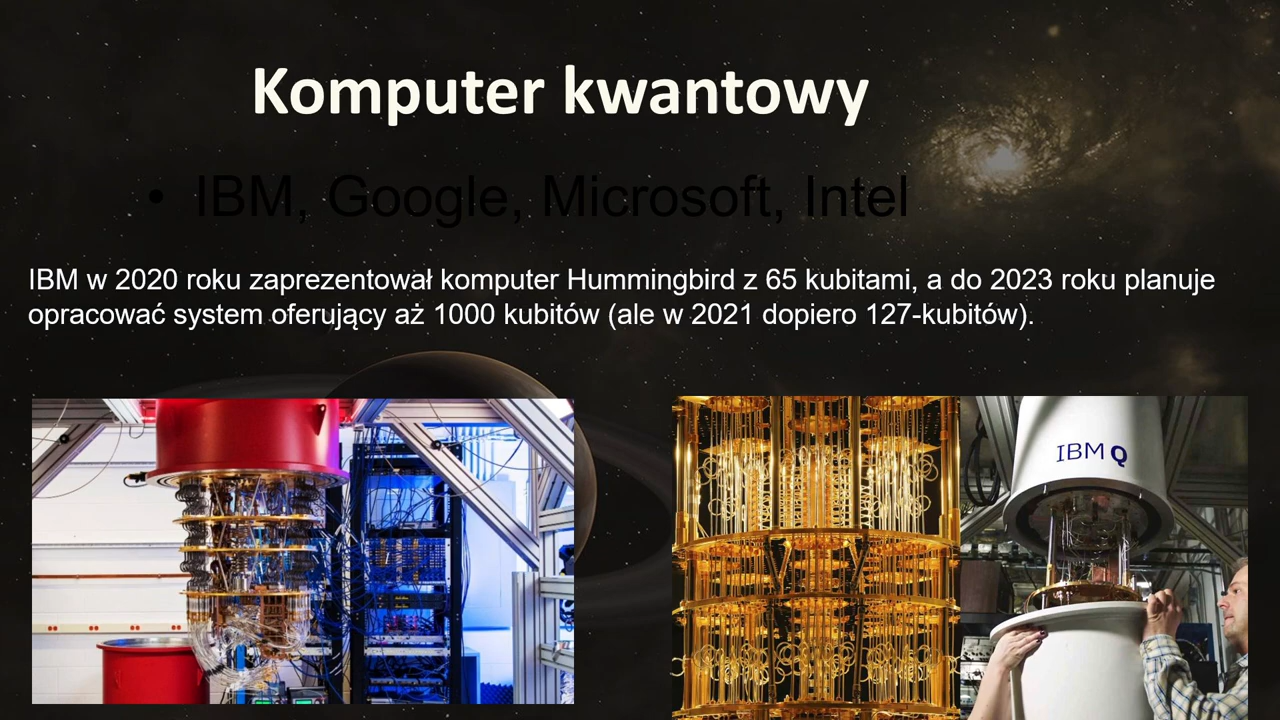 Komputer kwantowy
• IBM, Google, Microsoft, Intel
IBM w 2020 roku zaprezentował komputer Hummingbird z 65 kubitami, a do 2023 roku planuje
opracować system oferujący aż 1000 kubitów (ale w 2021 dopiero 127-kubitów).
IBM Q